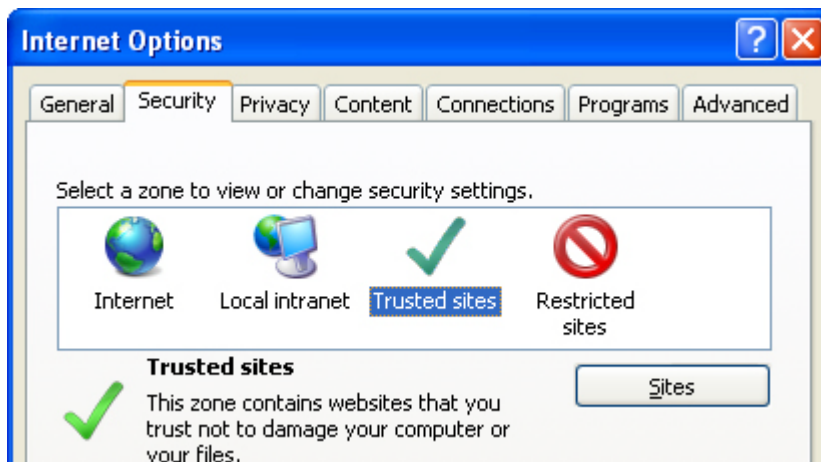 Internet Options
General Security Privacy Content Connections Programs Advanced
Select a zone to view or change security settings.
Internet Local intranet Trusted sites Restricted
sites
Trusted sites
Sites
This zone contains websites that you
trust not to damage your computer or
your files.